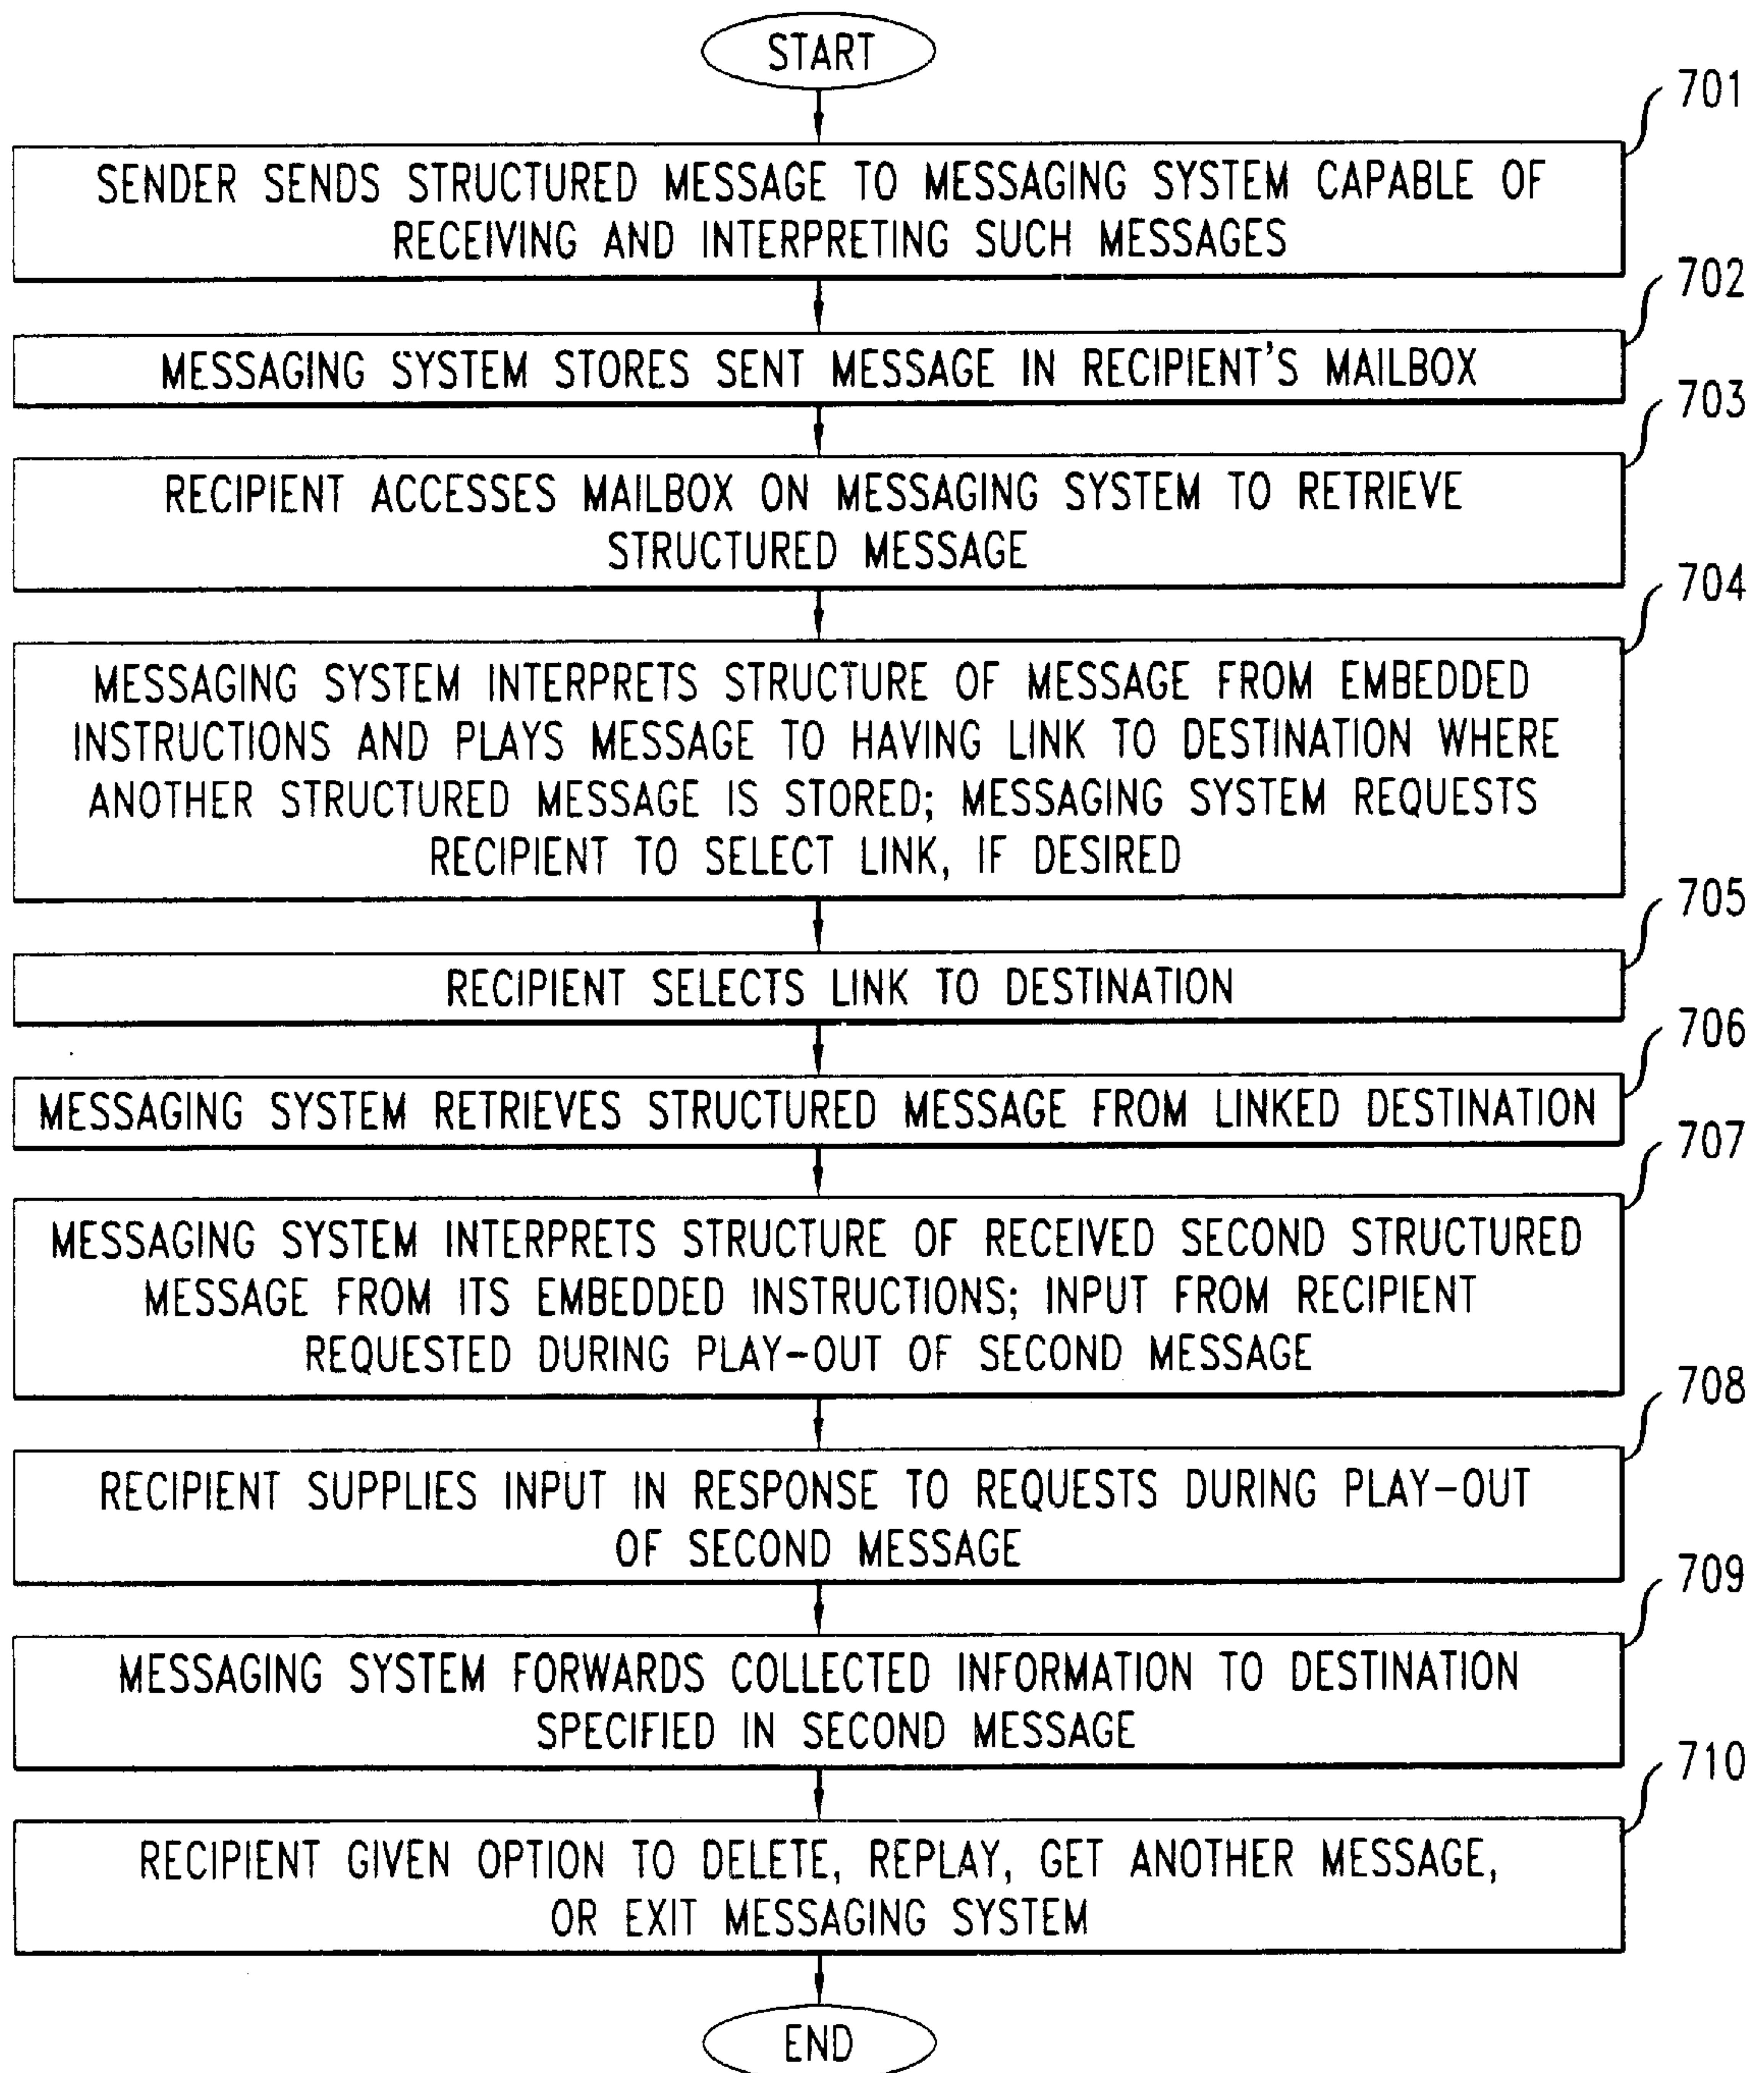 START
701
SENDER SENDS STRUCTURED MESSAGE TO MESSAGING SYSTEM CAPABLE OF
RECEIVING AND INTERPRETING SUCH MESSAGES
702
MESSAGING SYSTEM STORES SENT MESSAGE IN RECIPIENT'S MAILBOX
703
RECIPIENT ACCESSES MAILBOX ON MESSAGING SYSTEM TO RETRIEVE
STRUCTURED MESSAGE
704
MESSAGING SYSTEM INTERPRETS STRUCTURE OF MESSAGE FROM EMBEDDED
INSTRUCTIONS AND PLAYS MESSAGE TO HAVING LINK TO DESTINATION WHERE
ANOTHER STRUCTURED MESSAGE IS STORED; MESSAGING SYSTEM REQUESTS
RECIPIENT TO SELECT LINK, IF DESIRED
705
RECIPIENT SELECTS LINK TO DESTINATION
706
MESSAGING SYSTEM RETRIEVES STRUCTURED MESSAGE FROM LINKED DESTINATION
707
MESSAGING SYSTEM INTERPRETS STRUCTURE OF RECEIVED SECOND STRUCTURED
MESSAGE FROM ITS EMBEDDED INSTRUCTIONS; INPUT FROM RECIPIENT
REQUESTED DURING PLAY-OUT OF SECOND MESSAGE
708
RECIPIENT SUPPLIES INPUT IN RESPONSE TO REQUESTS DURING PLAY-OUT
OF SECOND MESSAGE
709
MESSAGING SYSTEM FORWARDS COLLECTED INFORMATION TO DESTINATION
SPECIFIED IN SECOND MESSAGE
710
RECIPIENT GIVEN OPTION TO DELETE, REPLAY, GET ANOTHER MESSAGE,
OR EXIT MESSAGING SYSTEM
END